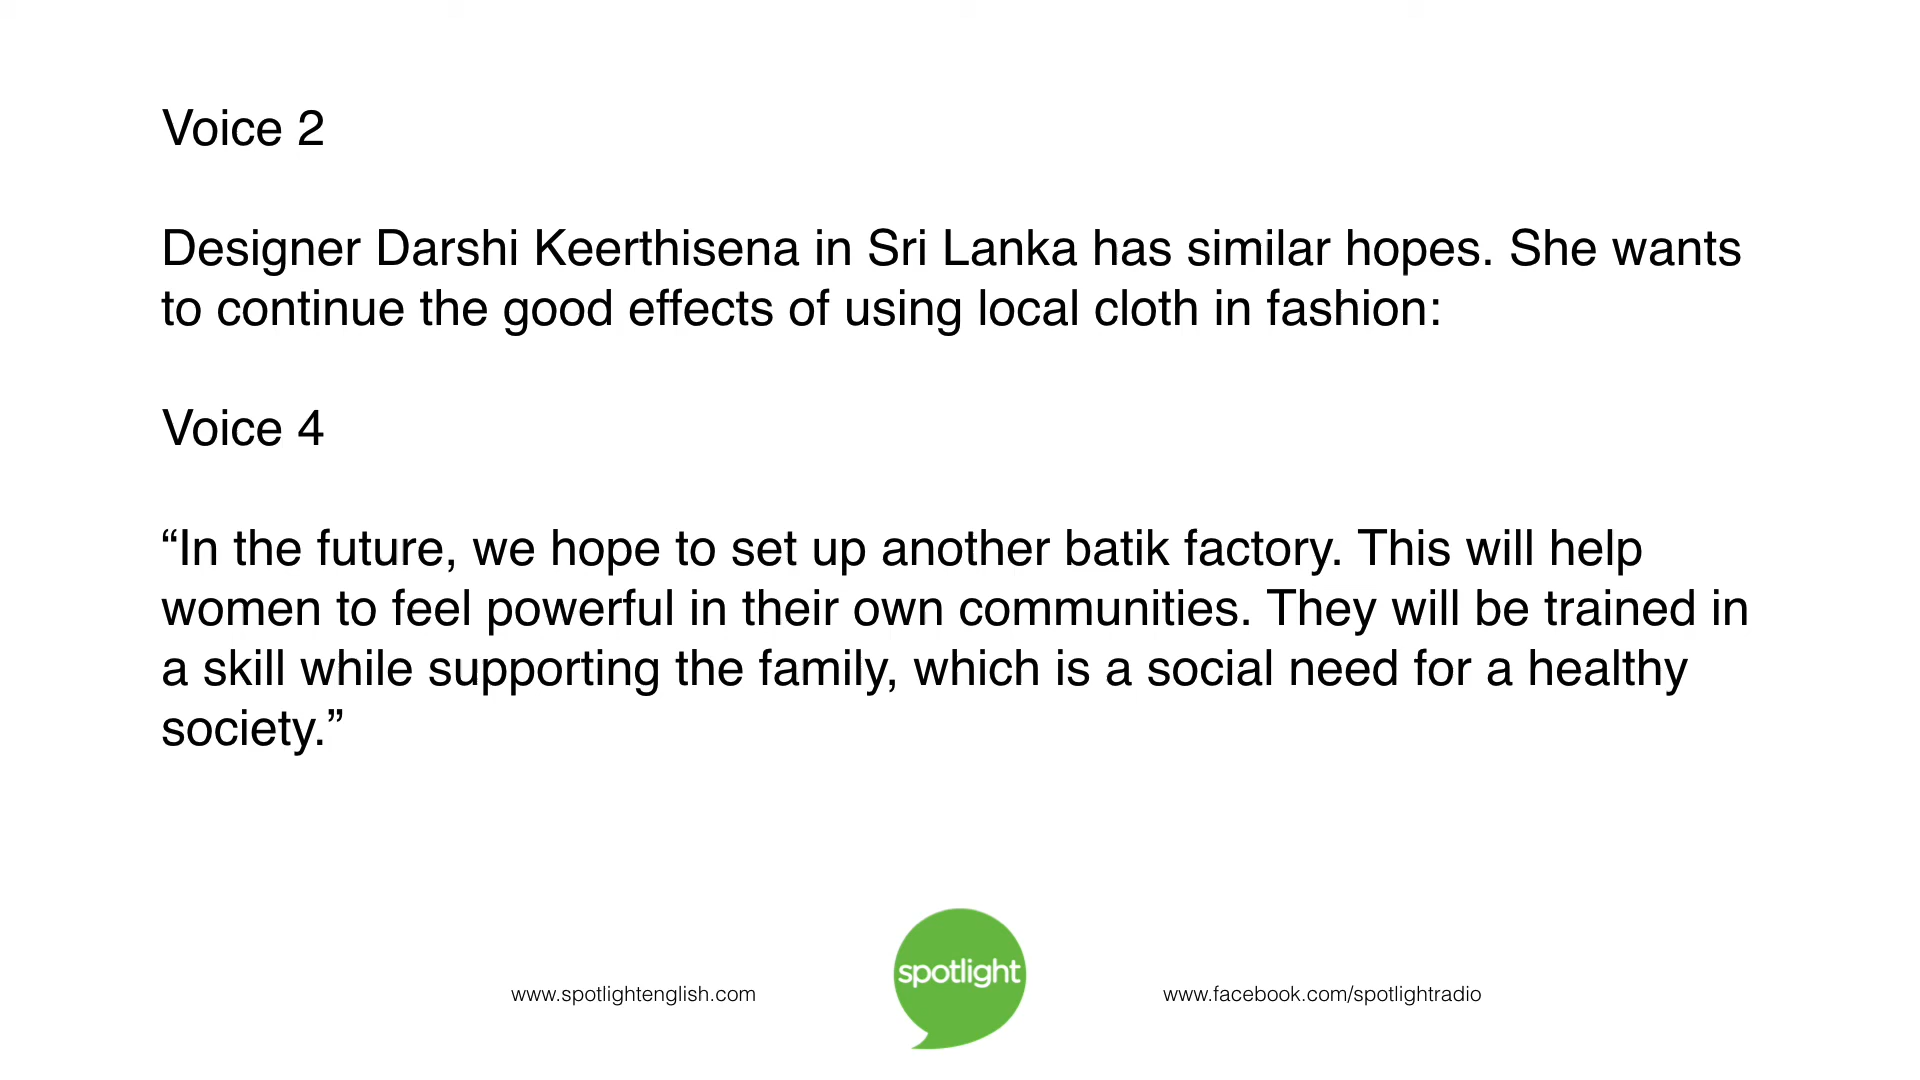 Voice 2
Designer Darshi Keerthisena in Sri Lanka has similar hopes. She wants
to continue the good effects of using local cloth in fashion:
Voice 4
“In the future, we hope to set up another batik factory. This will help
women to feel powerful in their own communities. They will be trained in
a skill while supporting the family, which is a social need for a healthy
society.”
spotlight
www.spotlightenglish.com
www.facebook.com/spotlightradio